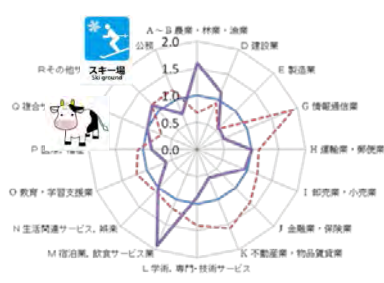 A～B 農業・林業・漁業
公務
D 建設業
スキー場
Ski ground
Rその他サ
E 製造業
Q 複合サ
G 情報通信業
P
H 運輸業・郵便業
O 教育・学習支援業
I 卸売業・小売業
N 生活関連サービス、娯楽
J 金融業・保険業
M 宿泊業、飲食サービス業
K 不動産業・物品賃貸業
L 学術、専門・技術サービス
2.0
1.5
1.0
0.5
0.0